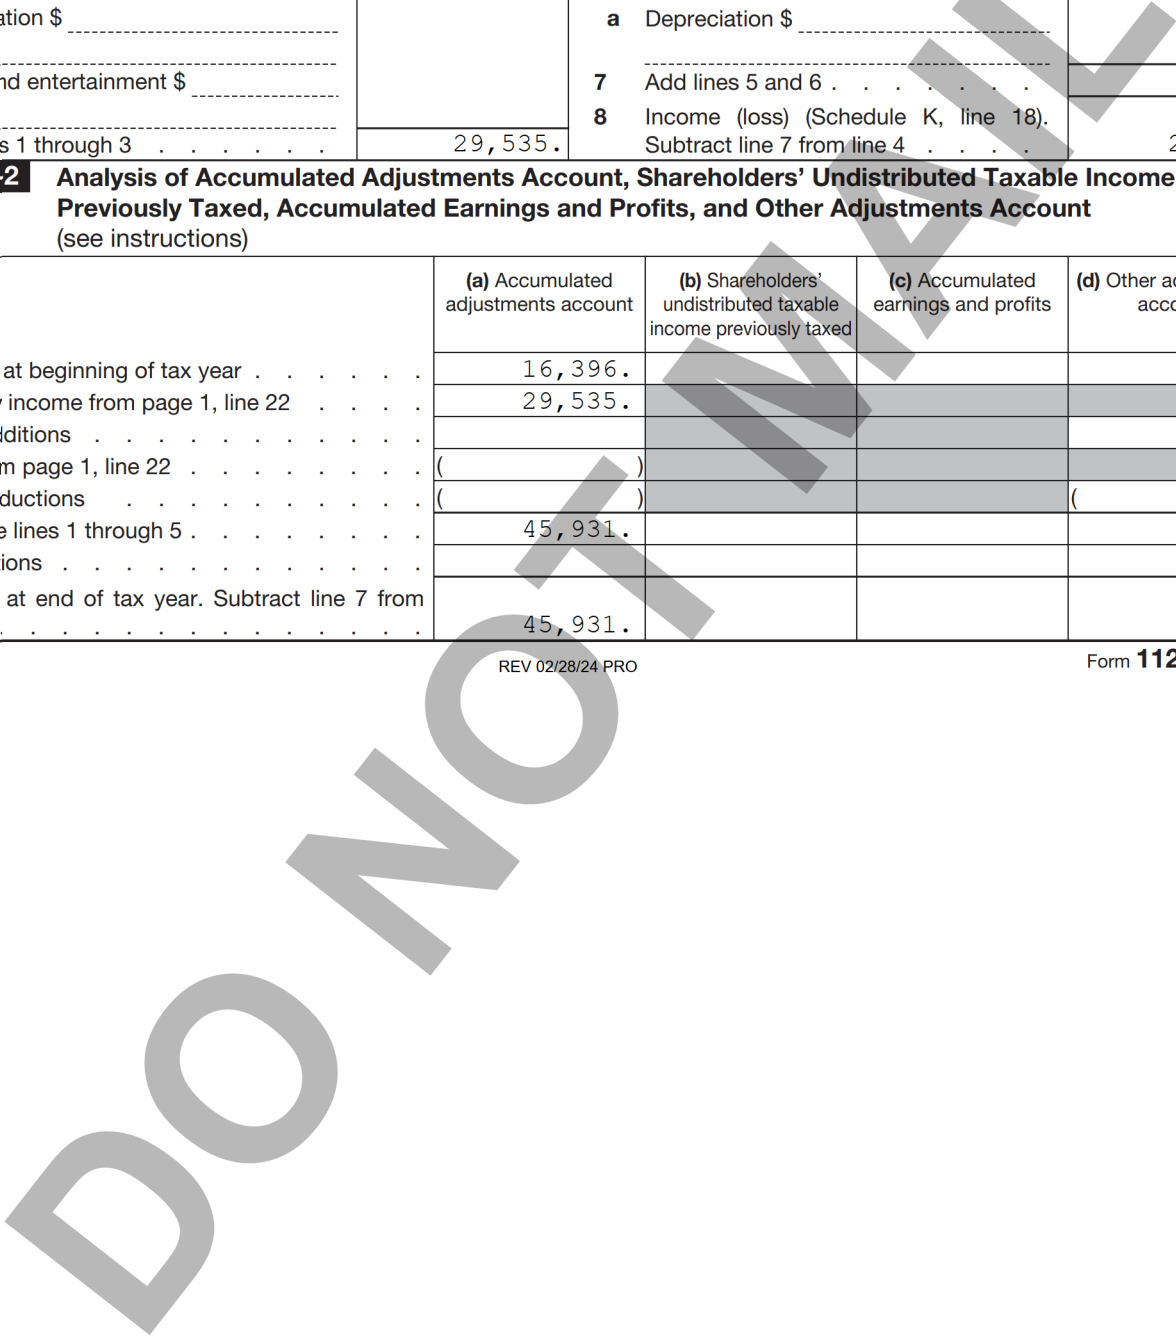 ation $
nd entertainment $
s 1 through 3 . . . . . . 29,535.
a Depreciation $
7 Add lines 5 and 6 . . . . . . .
8 Income (loss) (Schedule K, line 18).
Subtract line 7 from line 4 . . . . 2
-2 Analysis of Accumulated Adjustments Account, Shareholders’ Undistributed Taxable Income
Previously Taxed, Accumulated Earnings and Profits, and Other Adjustments Account
(see instructions)
(a) Accumulated
adjustments account
(b) Shareholders’
undistributed taxable
income previously taxed
(c) Accumulated
earnings and profits
(d) Other ad
acco
at beginning of tax year . . . . . . 16,396.
y income from page 1, line 22 . . . . 29,535.
dditions . . . . . . . . . . .
m page 1, line 22 . . . . . . . . ( )
ductions . . . . . . . . . . ( ) (
e lines 1 through 5 . . . . . . . . 45,931.
ions . . . . . . . . . . . .
at end of tax year. Subtract line 7 from
. . . . . . . . . . . . . . 45,931.
REV 02/28/24 PRO
Form 112
DO NOT MAIL